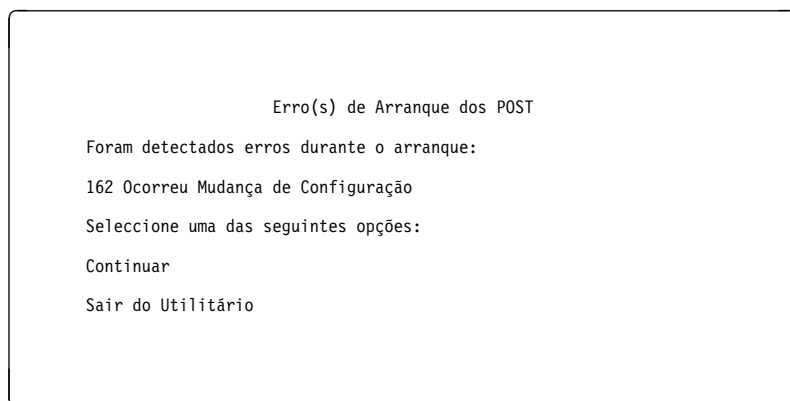 Erro(s) de Arranque dos POST
Foram detectados erros durante o arranque:
162 Ocorreu Mudança de Configuração
Seleccione uma das seguintes opções:
Continuar
Sair do Utilitário